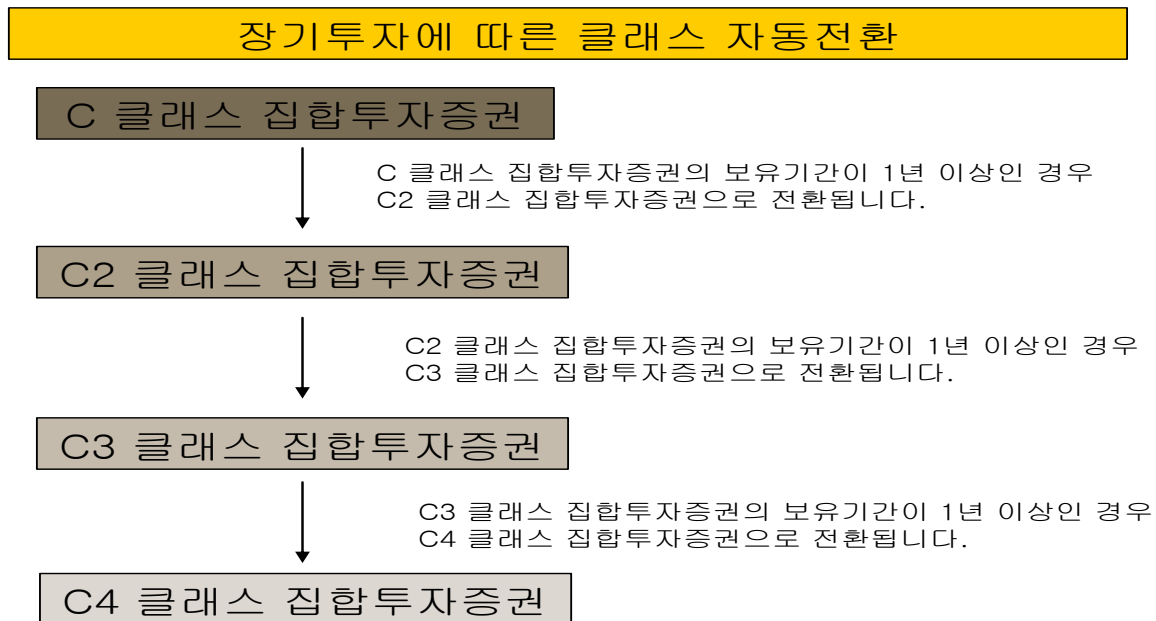 장기투자에 따른 클래스 자동전환
C 클래스 집합투자증권
C 클래스 집합투자증권의 보유기간이 1년 이상인 경우
C2 클래스 집합투자증권으로 전환됩니다.
C2 클래스 집합투자증권
C2 클래스 집합투자증권의 보유기간이 1년 이상인 경우
C3 클래스 집합투자증권으로 전환됩니다.
C3 클래스 집합투자증권
C3 클래스 집합투자증권의 보유기간이 1년 이상인 경우
C4 클래스 집합투자증권으로 전환됩니다.
C4 클래스 집합투자증권